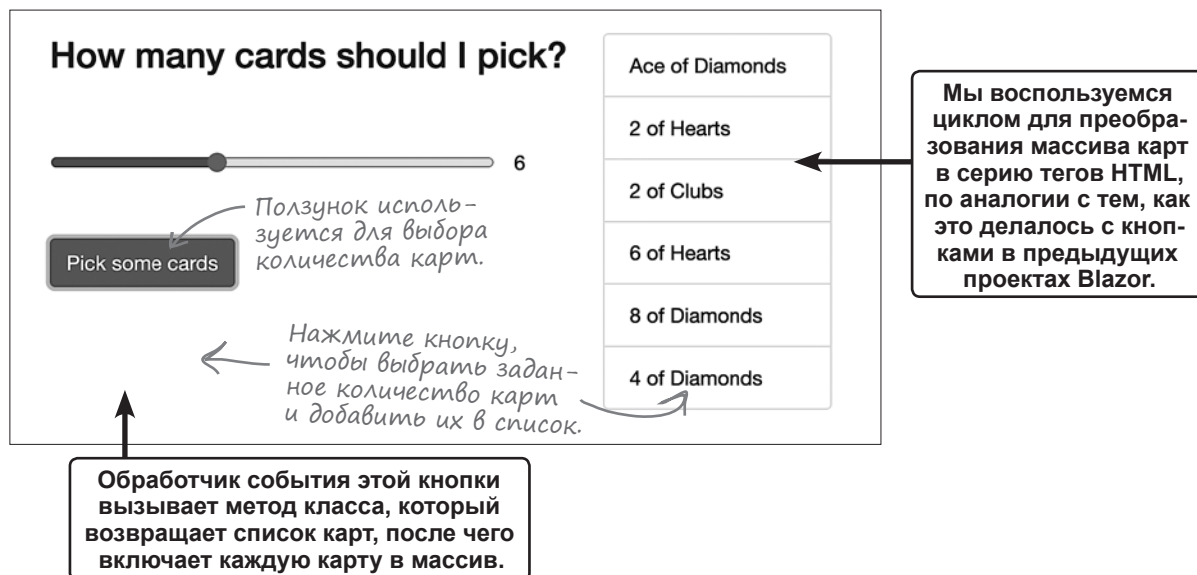 How many cards should I pick?
6
Ползунок исполь-
зуется для выбора
количества карт.
Pick some cards
Нажмите кнопку,
чтобы выбрать задан-
ное количество карт
и добавить их в список.
Ace of Diamonds
2 of Hearts
2 of Clubs
6 of Hearts
8 of Diamonds
4 of Diamonds
Мы воспользуемся
циклом для преобра-
зования массива карт
в серию тегов HTML,
по аналогии с тем, как
это делалось с кноп-
ками в предыдущих
проектах Blazor.
Обработчик события этой кнопки
вызывает метод класса, который
возвращает список карт, после чего
включает каждую карту в массив.